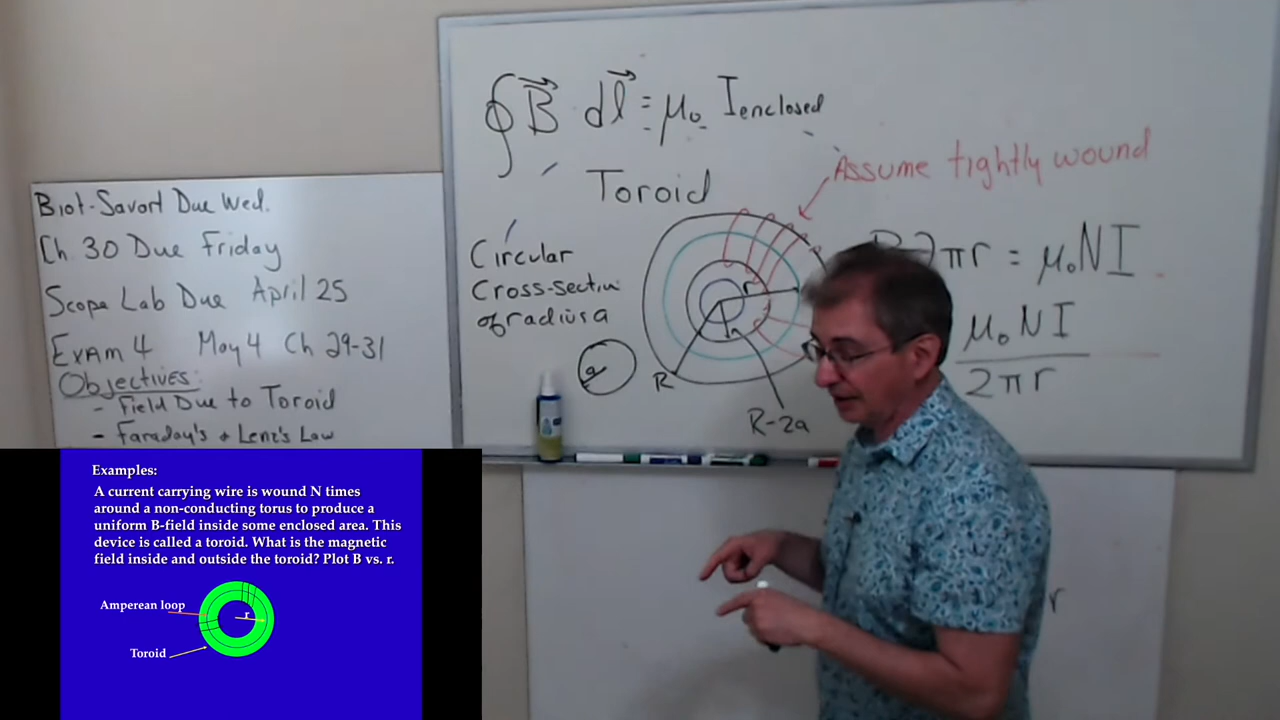 Biot-Savart Due Wed.
Ch 30 Due Friday
Scope Lab Due April 25
Exam 4 May 4 Ch 29-31
Objectives:
- Field Due to Toroid
- Faraday's & Lenz's Law
∮ B⃗ dl⃗ = μ₀ Ienclosed
Toroid
Assume tightly wound
Circular
Cross-section
of radius a
a
r
R
R-2a
2πr = μ₀NI
μ₀NI
2πr
r
Examples:
A current carrying wire is wound N times
around a non-conducting torus to produce a
uniform B-field inside some enclosed area. This
device is called a toroid. What is the magnetic
field inside and outside the toroid? Plot B vs. r.
Amperean loop
r
Toroid